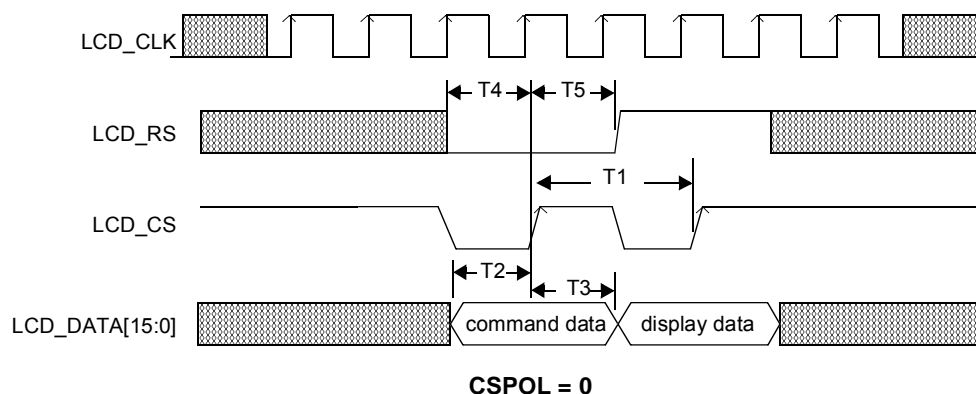 LCD_CLK
T4
T5
LCD_RS
T1
LCD_CS
T2
T3
LCD_DATA[15:0]
command data
display data
CSPOL = 0